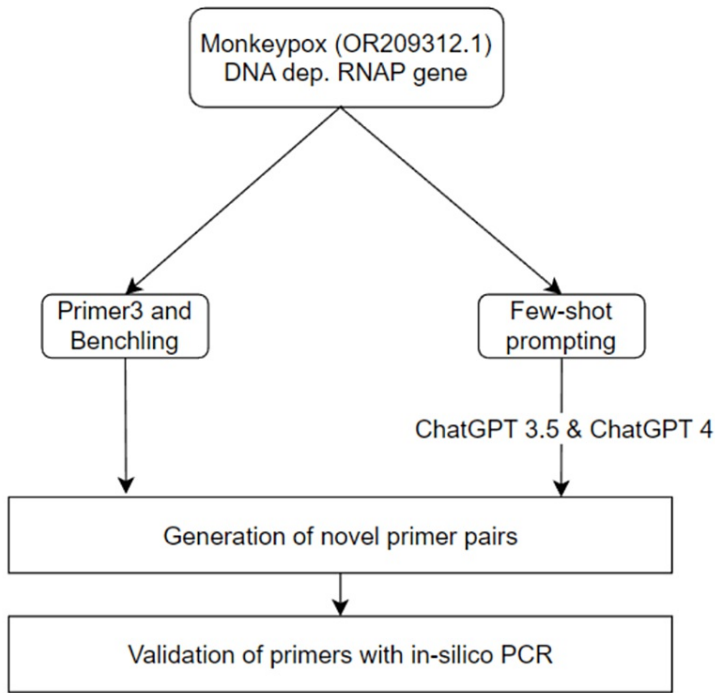 Monkeypox (OR209312.1)
DNA dep. RNAP gene
Primer3 and
Benchling
Few-shot
prompting
ChatGPT 3.5 & ChatGPT 4
Generation of novel primer pairs
Validation of primers with in-silico PCR